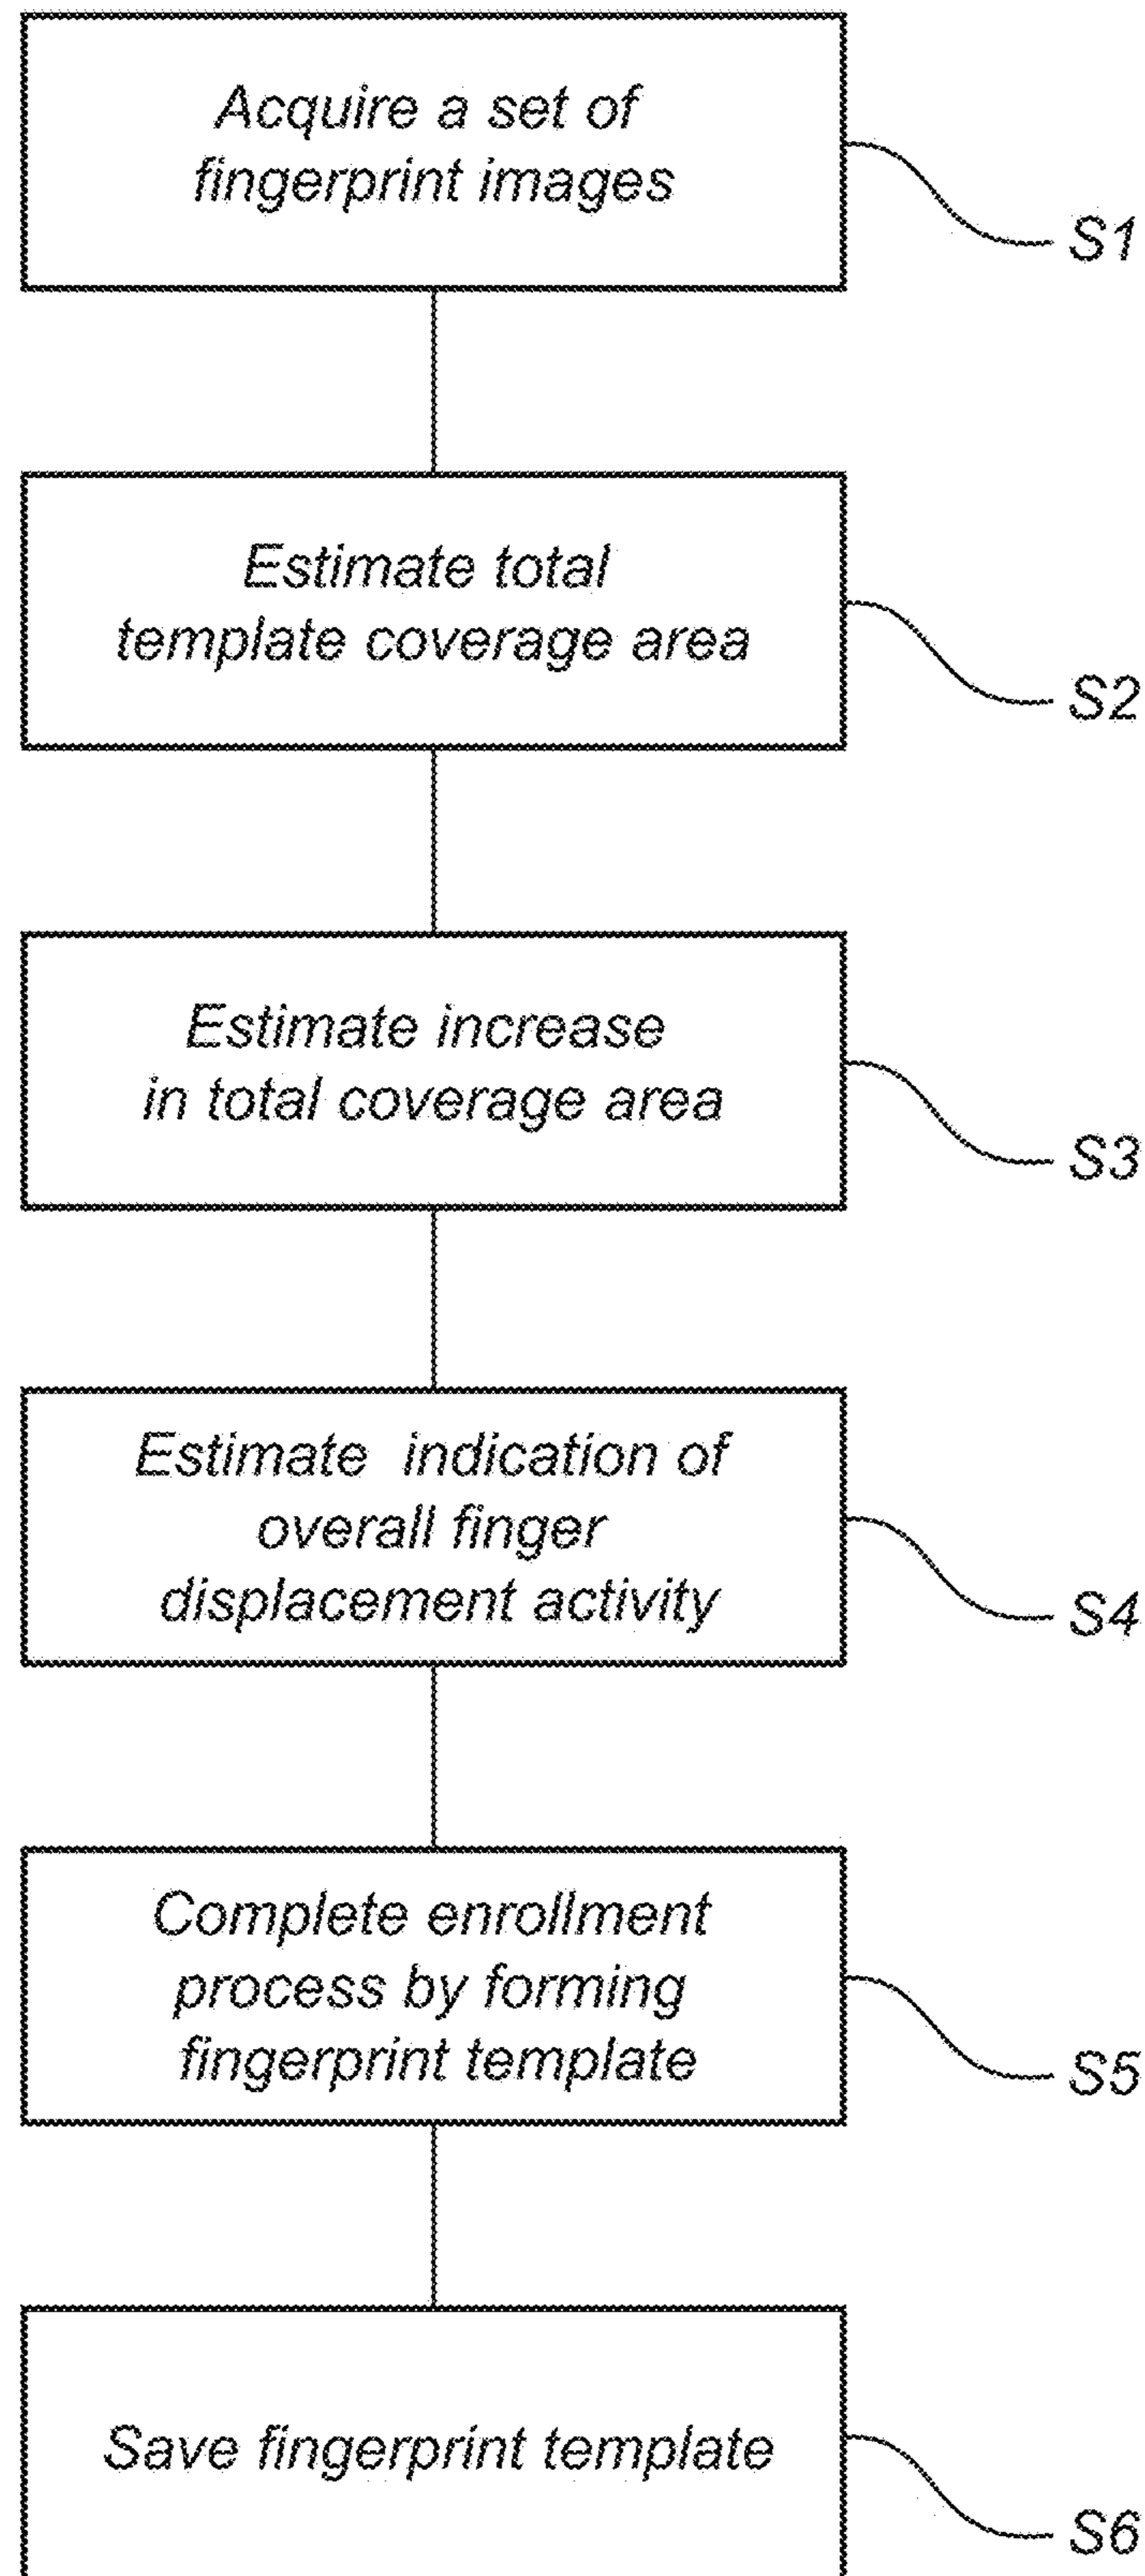 Acquire a set of
fingerprint images
S1
Estimate total
template coverage area
S2
Estimate increase
in total coverage area
S3
Estimate indication of
overall finger
displacement activity
S4
Complete enrollment
process by forming
fingerprint template
S5
Save fingerprint template
S6